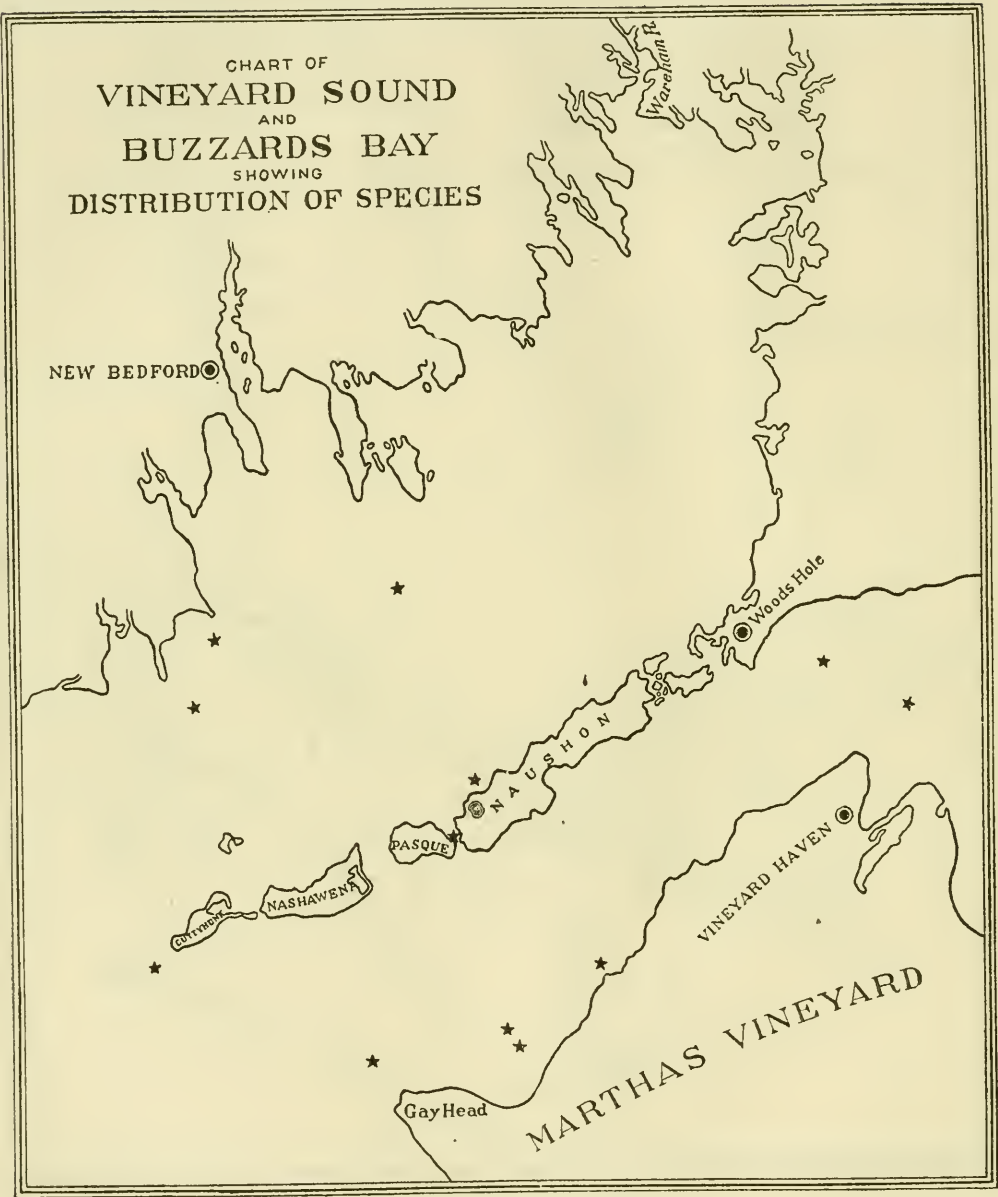 CHART OF
VINEYARD SOUND
AND
BUZZARDS BAY
SHOWING
DISTRIBUTION OF SPECIES
Wareham R.
NEW BEDFORD
Woods Hole
NAUSHON
PASQUE
NASHAWENA
CUTTYHUNK
VINEYARD HAVEN
MARTHAS VINEYARD
Gay Head